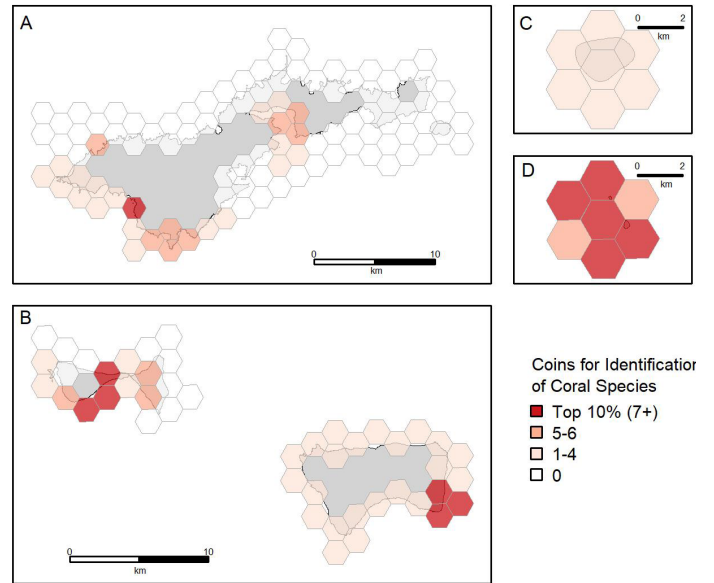 A
0 10
km
C
0 2
km
D
0 2
km
B
0 10
km
Coins for Identification
of Coral Species
Top 10% (7+)
5-6
1-4
0